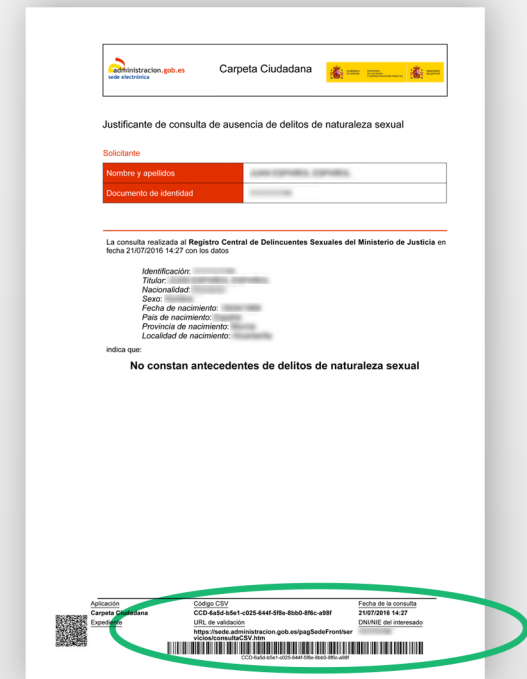 administracion.gob.es
sede electrónica
Carpeta Ciudadana
Justificante de consulta de ausencia de delitos de naturaleza sexual
Solicitante
Nombre y apellidos
Documento de identidad
La consulta realizada al Registro Central de Delincuentes Sexuales del Ministerio de Justicia en
fecha 21/07/2016 14:27 con los datos
Identificación:
Titular:
Nacionalidad:
Sexo:
Fecha de nacimiento:
Pais de nacimiento:
Provincia de nacimiento:
Localidad de nacimiento:
indica que:
No constan antecedentes de delitos de naturaleza sexual
Aplicación Código CSV Fecha de la consulta
Carpeta Ciudadana CCD-6a5d-b5e1-c025-644f-5f8e-8bb0-8f6c-a98f 21/07/2016 14:27
Expediente URL de validación DNI/NIE del interesado
https://sede.administracion.gob.es/pagSedeFront/ser
vicios/consultaCSV.htm
CCD-6a5d-b5e1-c025-644f-5f8e-8bb0-8f6c-a98f